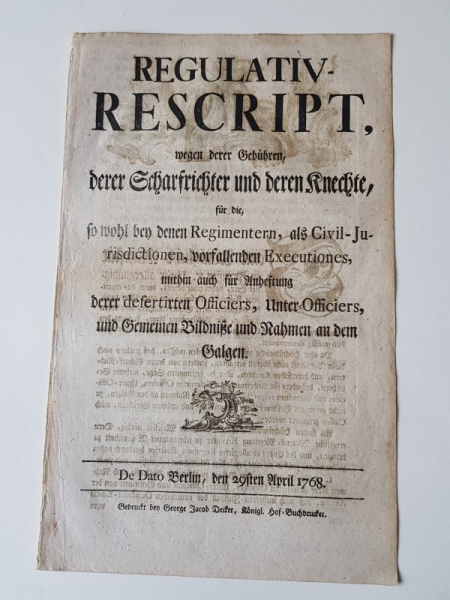 REGULATIV-
RESCRIPT,
wegen derer Gebühren,
derer Scharfrichter und deren Knechte,
für die,
so wohl bey denen Regimentern, als Civil-Ju-
risdictionen, vorfallenden Executiones,
mithin auch für Anheftung
derer desertirten Officiers, Unter-Officiers,
und Gemeinen Bildniße und Nahmen an dem
Galgen.
De Dato Berlin, den 29sten April 1768.
Gedruckt bey George Jacob Decker, Königl. Hof-Buchdrucker.